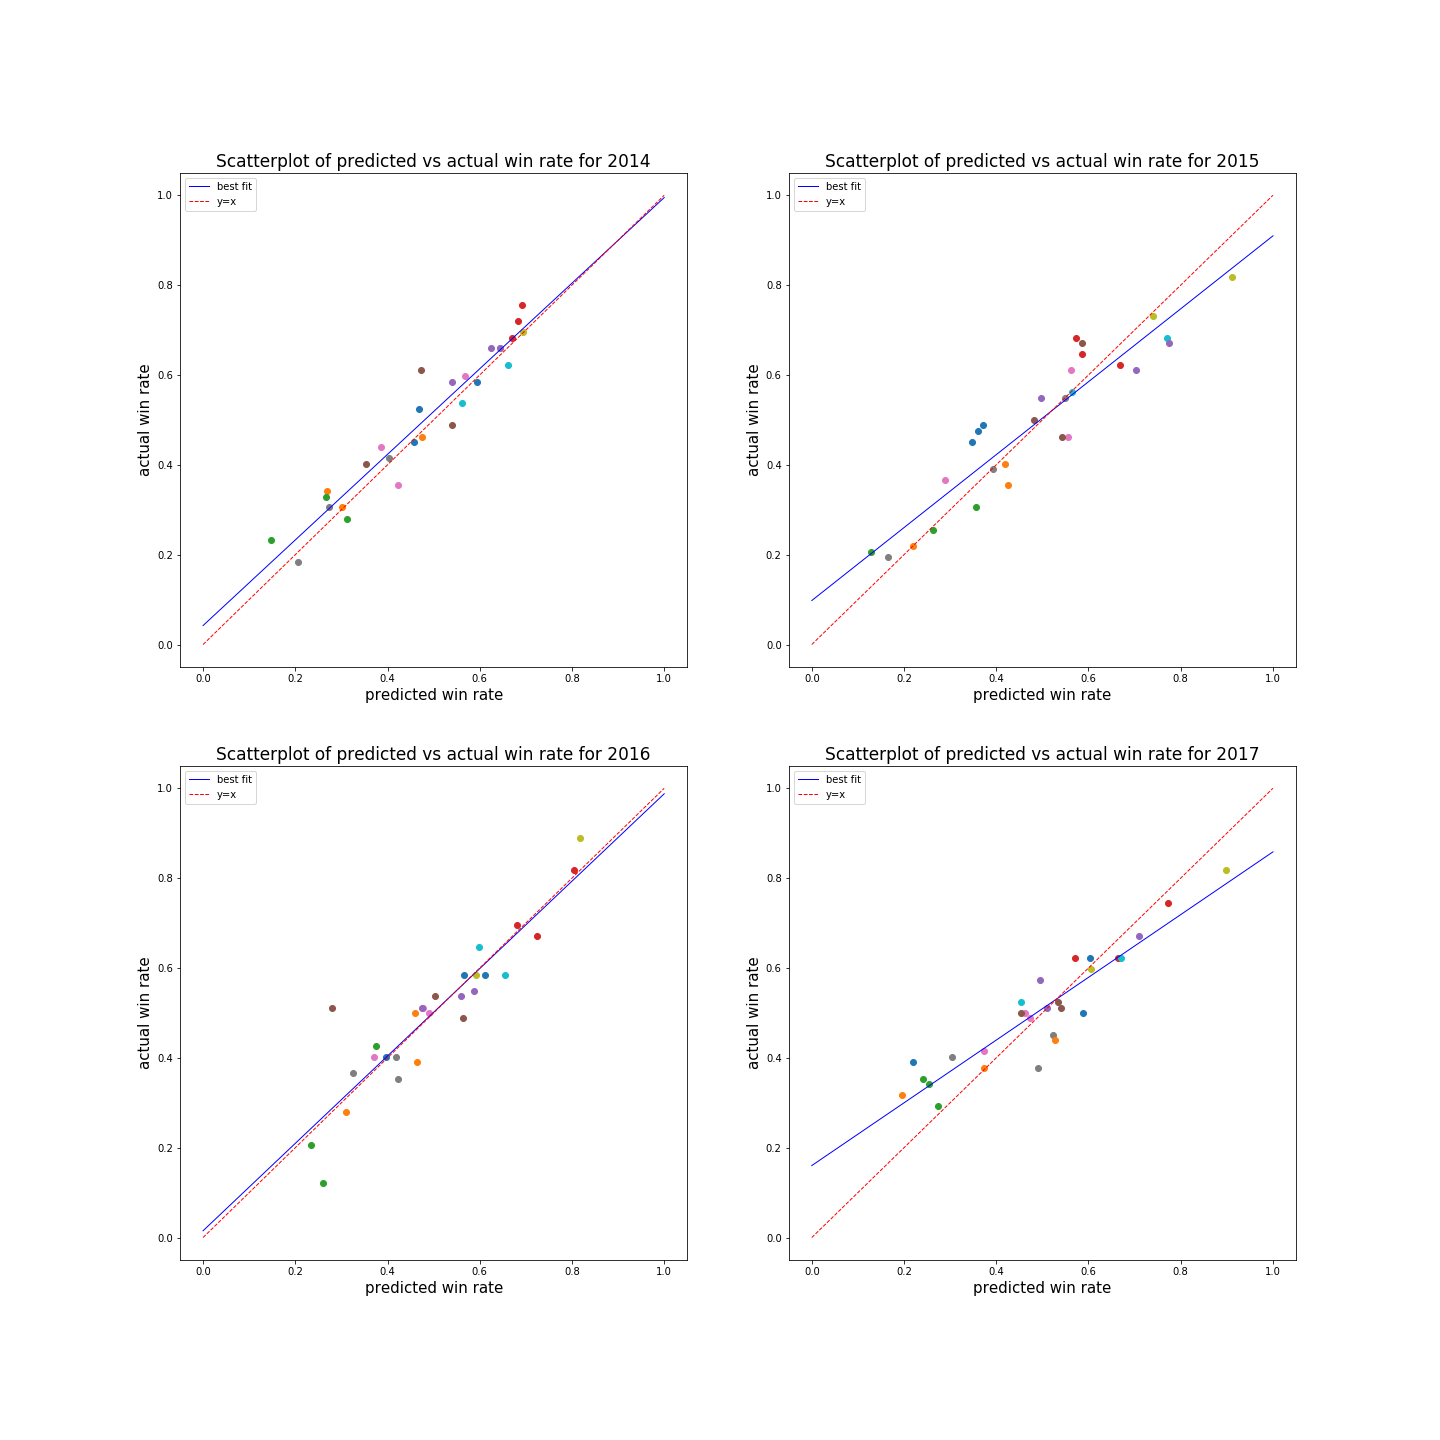 Scatterplot of predicted vs actual win rate for 2014
best fit
y=x
1.0
0.8
0.6
0.4
0.2
0.0
actual win rate
0.0 0.2 0.4 0.6 0.8 1.0
predicted win rate
Scatterplot of predicted vs actual win rate for 2015
best fit
y=x
1.0
0.8
0.6
0.4
0.2
0.0
actual win rate
0.0 0.2 0.4 0.6 0.8 1.0
predicted win rate
Scatterplot of predicted vs actual win rate for 2016
best fit
y=x
1.0
0.8
0.6
0.4
0.2
0.0
actual win rate
0.0 0.2 0.4 0.6 0.8 1.0
predicted win rate
Scatterplot of predicted vs actual win rate for 2017
best fit
y=x
1.0
0.8
0.6
0.4
0.2
0.0
actual win rate
0.0 0.2 0.4 0.6 0.8 1.0
predicted win rate